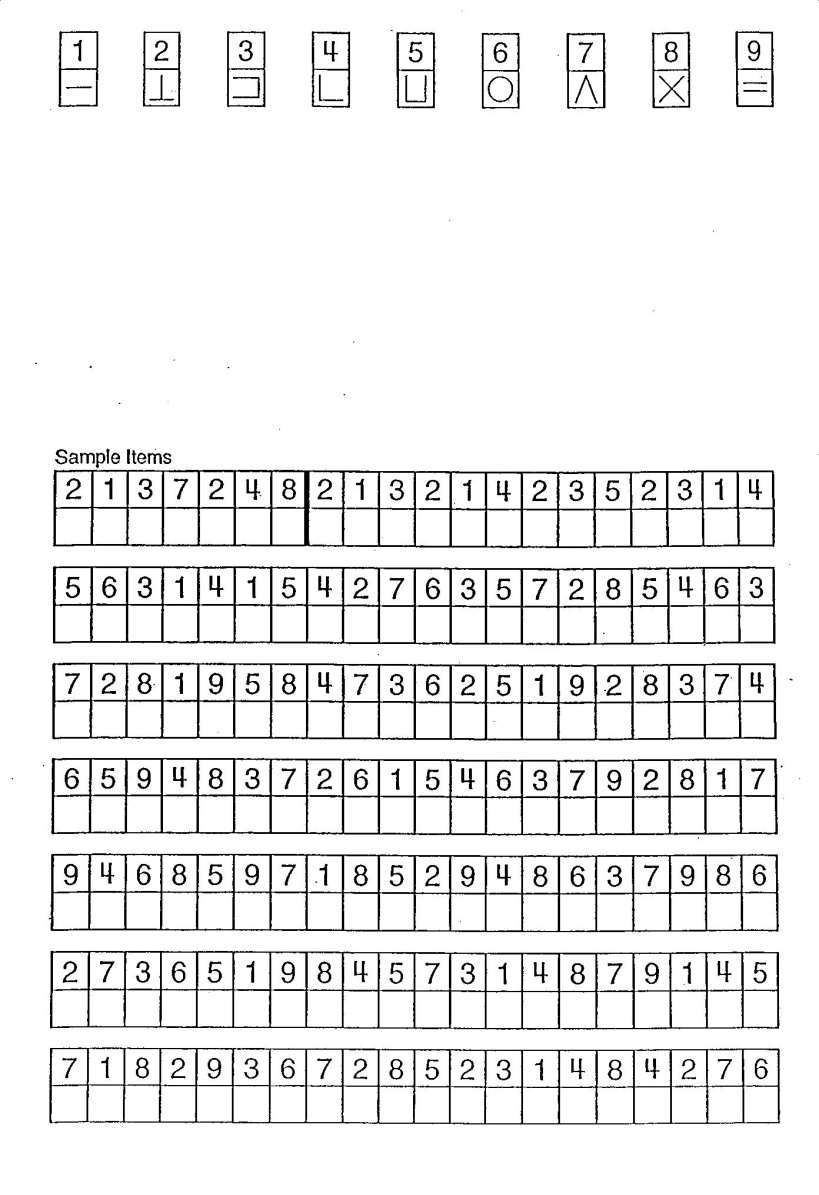 1 2 3 4 5 6 7 8 9
— ⊥ ⊐ L ⊔ ○ Λ X =
Sample Items
2 1 3 7 2 4 8 2 1 3 2 1 4 2 3 5 2 3 1 4
5 6 3 1 4 1 5 4 2 7 6 3 5 7 2 8 5 4 6 3
7 2 8 1 9 5 8 4 7 3 6 2 5 1 9 2 8 3 7 4
6 5 9 4 8 3 7 2 6 1 5 4 6 3 7 9 2 8 1 7
9 4 6 8 5 9 7 1 8 5 2 9 4 8 6 3 7 9 8 6
2 7 3 6 5 1 9 8 4 5 7 3 1 4 8 7 9 1 4 5
7 1 8 2 9 3 6 7 2 8 5 2 3 1 4 8 4 2 7 6